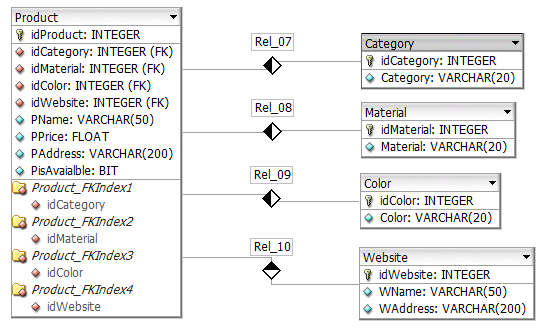 Product
idProduct: INTEGER
idCategory: INTEGER (FK)
idMaterial: INTEGER (FK)
idColor: INTEGER (FK)
idWebsite: INTEGER (FK)
PName: VARCHAR(50)
PPrice: FLOAT
PAddress: VARCHAR(200)
PisAvaialble: BIT
Product_FKIndex1
idCategory
Product_FKIndex2
idMaterial
Product_FKIndex3
idColor
Product_FKIndex4
idWebsite
Rel_07
Rel_08
Rel_09
Rel_10
Category
idCategory: INTEGER
Category: VARCHAR(20)
Material
idMaterial: INTEGER
Material: VARCHAR(20)
Color
idColor: INTEGER
Color: VARCHAR(20)
Website
idWebsite: INTEGER
WName: VARCHAR(50)
WAddress: VARCHAR(200)